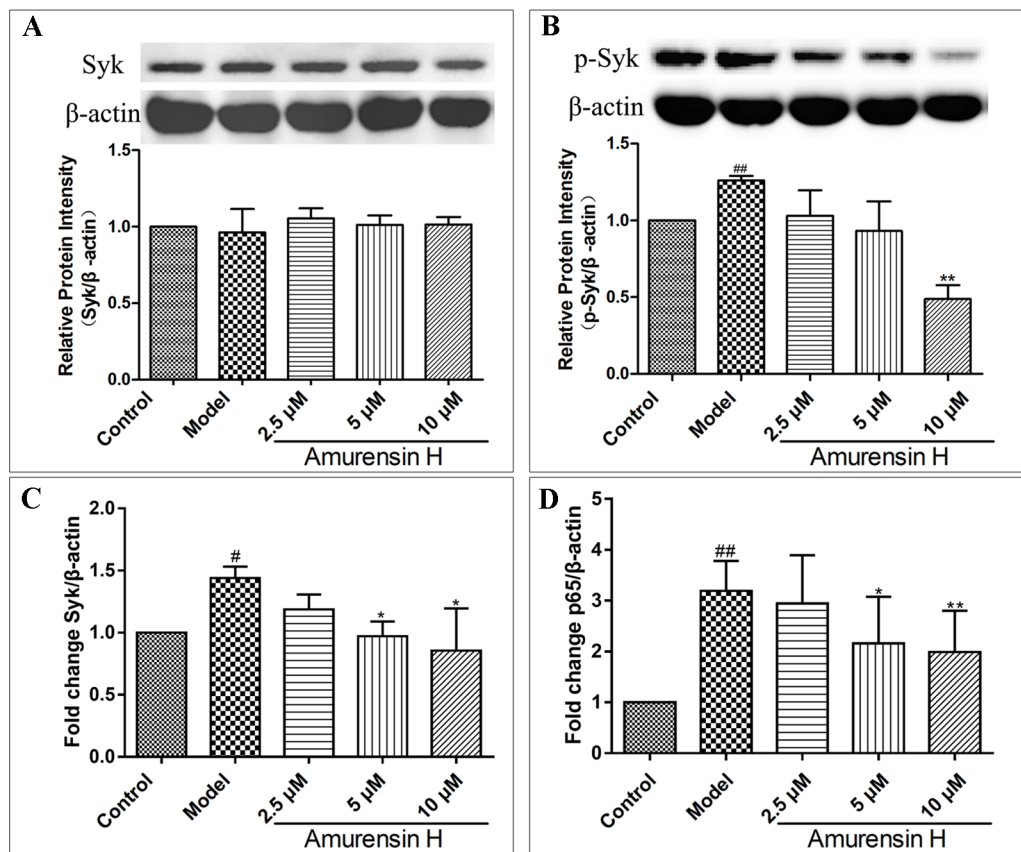 A
Syk
β-actin
Relative Protein Intensity
(Syk/β -actin)
1.5
1.0
0.5
0.0
Control
Model
2.5 μM
5 μM
10 μM
Amurensin H
B
p-Syk
β-actin
Relative Protein Intensity
(p-Syk/β -actin)
1.5
1.0
0.5
0.0
##
**
Control
Model
2.5 μM
5 μM
10 μM
Amurensin H
C
Fold change Syk/β-actin
2.0
1.5
1.0
0.5
0.0
#
*
*
Control
Model
2.5 μM
5 μM
10 μM
Amurensin H
D
Fold change p65/β-actin
5
4
3
2
1
0
##
*
**
Control
Model
2.5 μM
5 μM
10 μM
Amurensin H